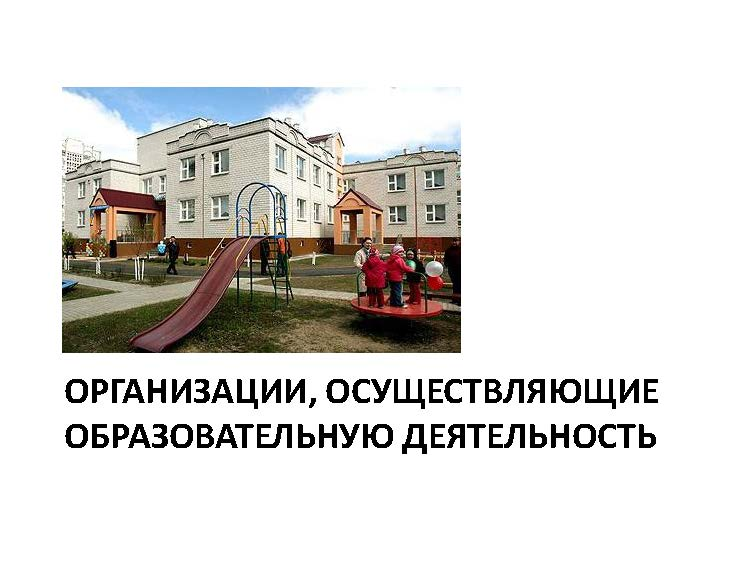 ОРГАНИЗАЦИИ, ОСУЩЕСТВЛЯЮЩИЕ
ОБРАЗОВАТЕЛЬНУЮ ДЕЯТЕЛЬНОСТЬ